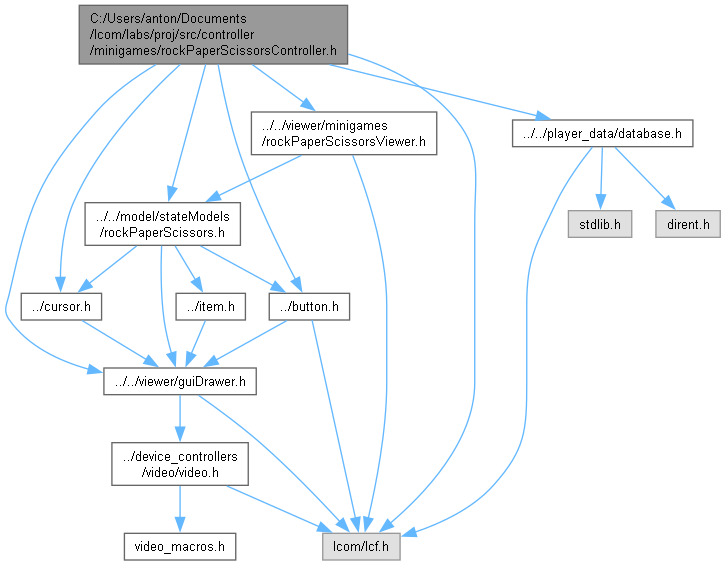 C:/Users/anton/Documents
/lcom/labs/proj/src/controller
/minigames/rockPaperScissorsController.h
../../viewer/minigames
/rockPaperScissorsViewer.h
../../player_data/database.h
../../model/stateModels
/rockPaperScissors.h
stdlib.h
dirent.h
../cursor.h
../item.h
../button.h
../../viewer/guiDrawer.h
../device_controllers
/video/video.h
video_macros.h
lcom/lcf.h